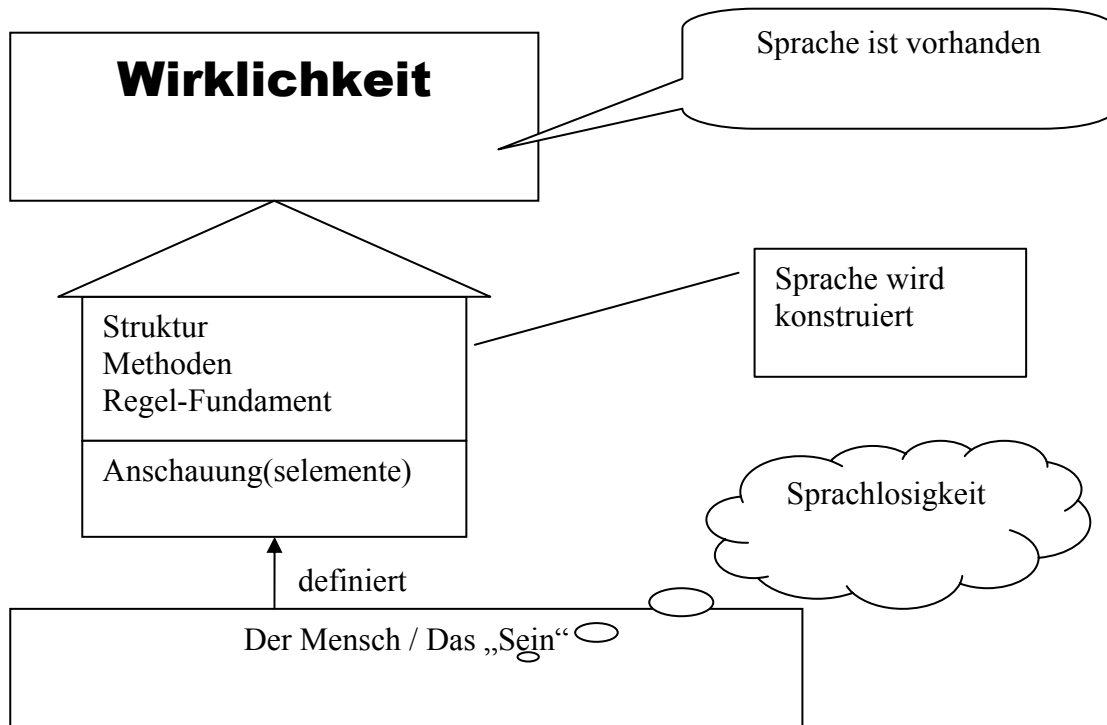 Sprache ist vorhanden
Wirklichkeit
Sprache wird
konstruiert
Struktur
Methoden
Regel-Fundament
Anschauung(selemente)
Sprachlosigkeit
definiert
Der Mensch / Das „Sein“